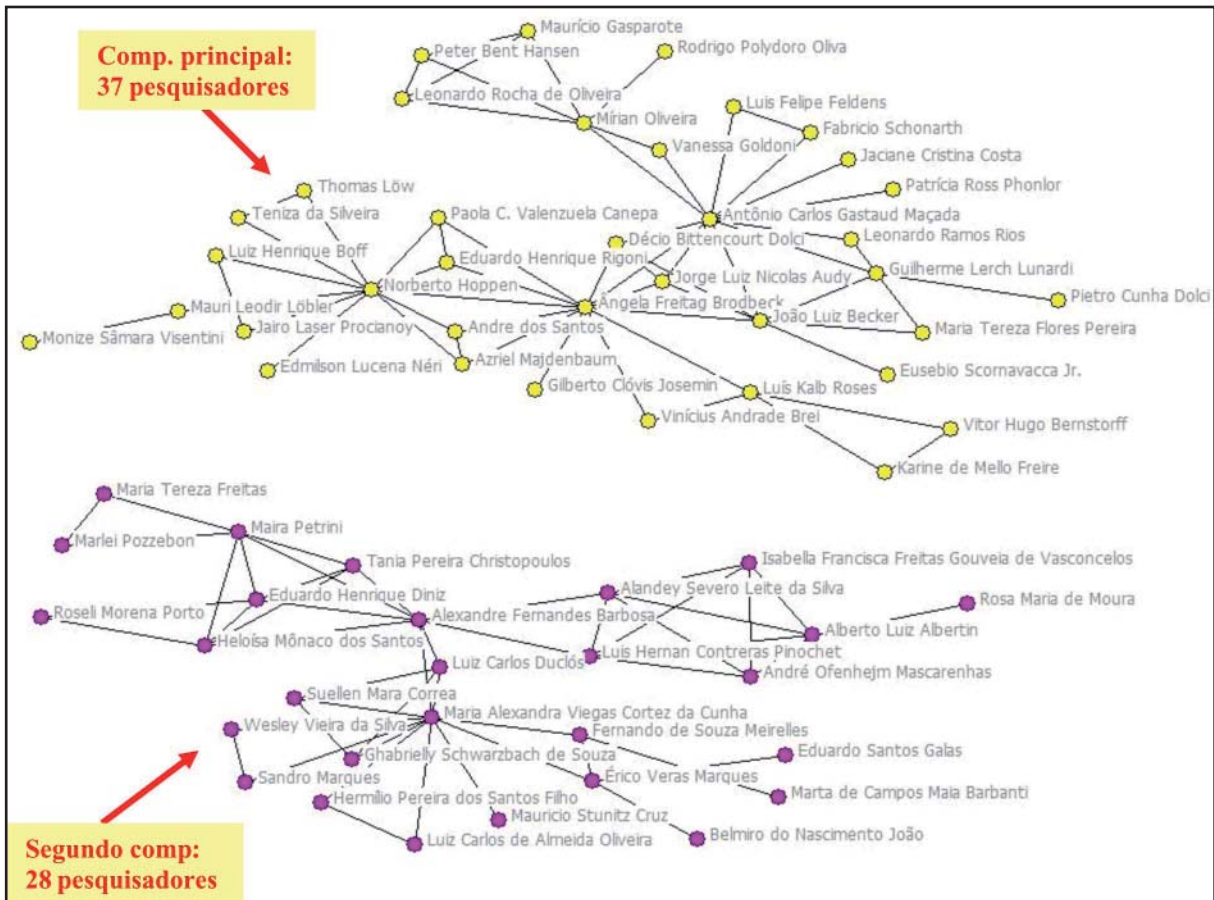 Comp. principal:
37 pesquisadores
Maurício Gasparote
Peter Bent Hansen
Rodrigo Polydoro Oliva
Leonardo Rocha de Oliveira
Mírian Oliveira
Luis Felipe Feldens
Fabricio Schonarth
Vanessa Goldoni
Jaciane Cristina Costa
Patrícia Ross Phonlor
Thomas Löw
Teniza da Silveira
Paola C. Valenzuela Canepa
Antônio Carlos Gastaud Maçada
Décio Bittencourt Dolci
Leonardo Ramos Rios
Luiz Henrique Boff
Eduardo Henrique Rigoni
Jorge Luiz Nicolas Audy
Guilherme Lerch Lunardi
Norberto Hoppen
Ângela Freitag Brodbeck
Pietro Cunha Dolci
Mauri Leodir Löbler
João Luiz Becker
Jairo Laser Procianoy
Andre dos Santos
Maria Tereza Flores Pereira
Monize Sâmara Visentini
Azriel Majdenbaum
Edmilson Lucena Néri
Eusebio Scornavacca Jr.
Gilberto Clóvis Josemin
Luís Kalb Roses
Vinícius Andrade Brei
Vitor Hugo Bernstorff
Karine de Mello Freire
Maria Tereza Freitas
Maira Petrini
Marlei Pozzebon
Tania Pereira Christopoulos
Isabella Francisca Freitas Gouveia de Vasconcelos
Eduardo Henrique Diniz
Alandey Severo Leite da Silva
Rosa Maria de Moura
Roseli Morena Porto
Alexandre Fernandes Barbosa
Alberto Luiz Albertin
Heloísa Mônaco dos Santos
Luis Hernan Contreras Pinochet
Luiz Carlos Duclós
André Ofenhejm Mascarenhas
Suellen Mara Correa
Maria Alexandra Viegas Cortez da Cunha
Wesley Vieira da Silva
Fernando de Souza Meirelles
Ghabrielly Schwarzbach de Souza
Eduardo Santos Galas
Sandro Marques
Érico Veras Marques
Hermílio Pereira dos Santos Filho
Marta de Campos Maia Barbanti
Mauricio Stunitz Cruz
Luiz Carlos de Almeida Oliveira
Belmiro do Nascimento João
Segundo comp:
28 pesquisadores